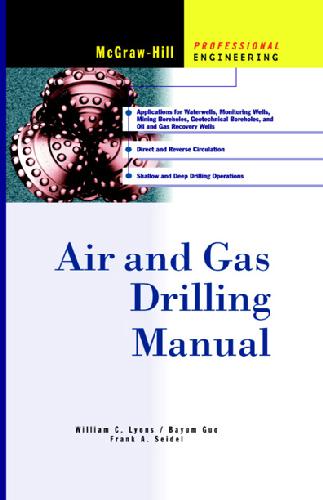 McGraw-Hill
PROFESSIONAL
ENGINEERING
Applications for Waterwells, Monitoring Wells,
Mining Boreholes, Geotechnical Boreholes, and
Oil and Gas Recovery Wells
Direct and Reverse Circulation
Shallow and Deep Drilling Operations
Air and Gas
Drilling
Manual
William C. Lyons / Boyun Guo
Frank A. Seidel